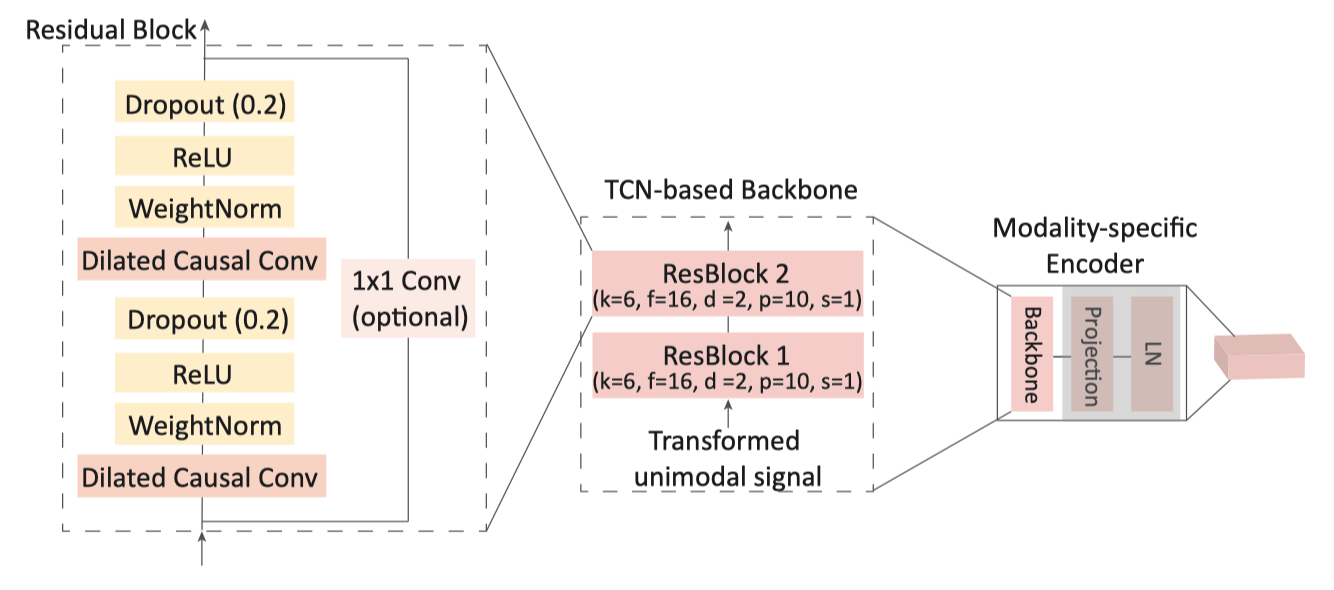 Residual Block
Dropout (0.2)
ReLU
WeightNorm
Dilated Causal Conv
Dropout (0.2)
ReLU
WeightNorm
Dilated Causal Conv
1x1 Conv
(optional)
TCN-based Backbone
ResBlock 2
(k=6, f=16, d =2, p=10, s=1)
ResBlock 1
(k=6, f=16, d =2, p=10, s=1)
Transformed
unimodal signal
Modality-specific
Encoder
Backbone
Projection
LN